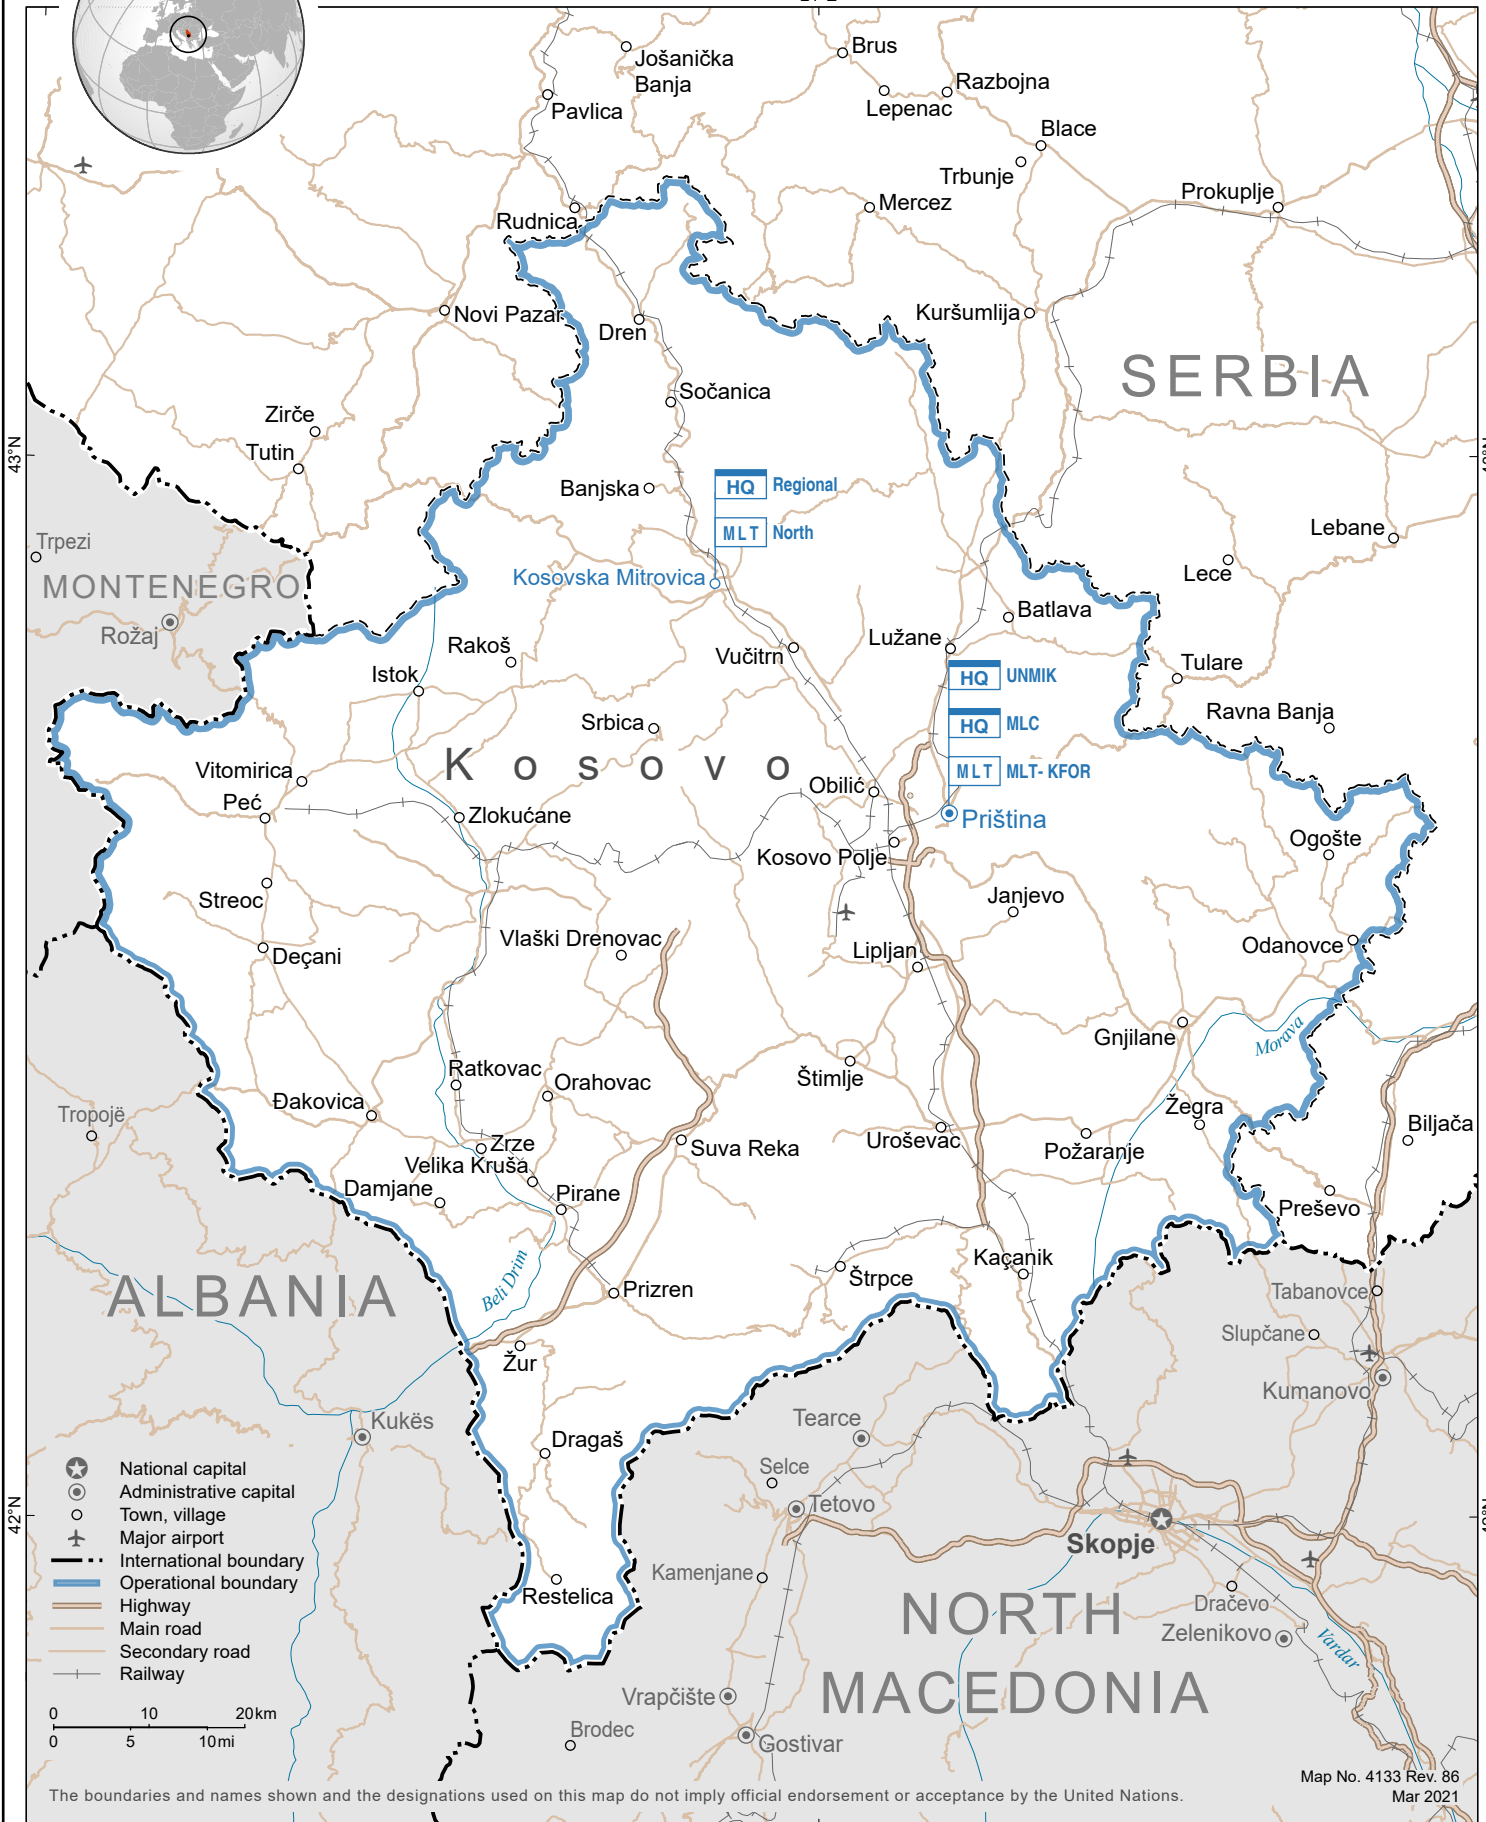 Jošanička
Banja
Brus
Pavlica
Lepenac
Razbojna
Blace
Trbunje
Prokuplje
Mercez
Rudnica
Novi Pazar
Dren
Kuršumlija
SERBIA
Sočanica
Zirče
Tutin
43°N
Banjska
HQ Regional
MLT North
Lebane
Trpezi
Lece
MONTENEGRO
Kosovska Mitrovica
Batlava
Rožaj
Rakoš
Vučitrn
Lužane
Istok
HQ UNMIK
Tulare
Srbica
HQ MLC
Ravna Banja
Kosovo
Vitomirica
MLT MLT-KFOR
Obilić
Peć
Zlokućane
Priština
Ogošte
Kosovo Polje
Streoc
Janjevo
Vlaški Drenovac
Odanovce
Deçani
Lipljan
Gnjilane
Morava
Ratkovac
Orahovac
Štimlje
Tropojë
Đakovica
Žegra
Biljača
Zrze
Suva Reka
Uroševac
Požaranje
Velika Kruša
Damjane
Pirane
Preševo
Beli Drim
Kaçanik
Štrpce
ALBANIA
Prizren
Tabanovce
Slupčane
Žur
Kumanovo
Kukës
Tearce
Dragaš
Selce
Tetovo
National capital
Administrative capital
Town, village
Major airport
International boundary
Operational boundary
Highway
Main road
Secondary road
Railway
42°N
Skopje
Kamenjane
Restelica
Dračevo
NORTH
MACEDONIA
Zelenikovo
Vardar
Vrapčište
Brodec
Gostivar
0 10 20km
0 5 10mi
Map No. 4133 Rev. 86
Mar 2021
The boundaries and names shown and the designations used on this map do not imply official endorsement or acceptance by the United Nations.